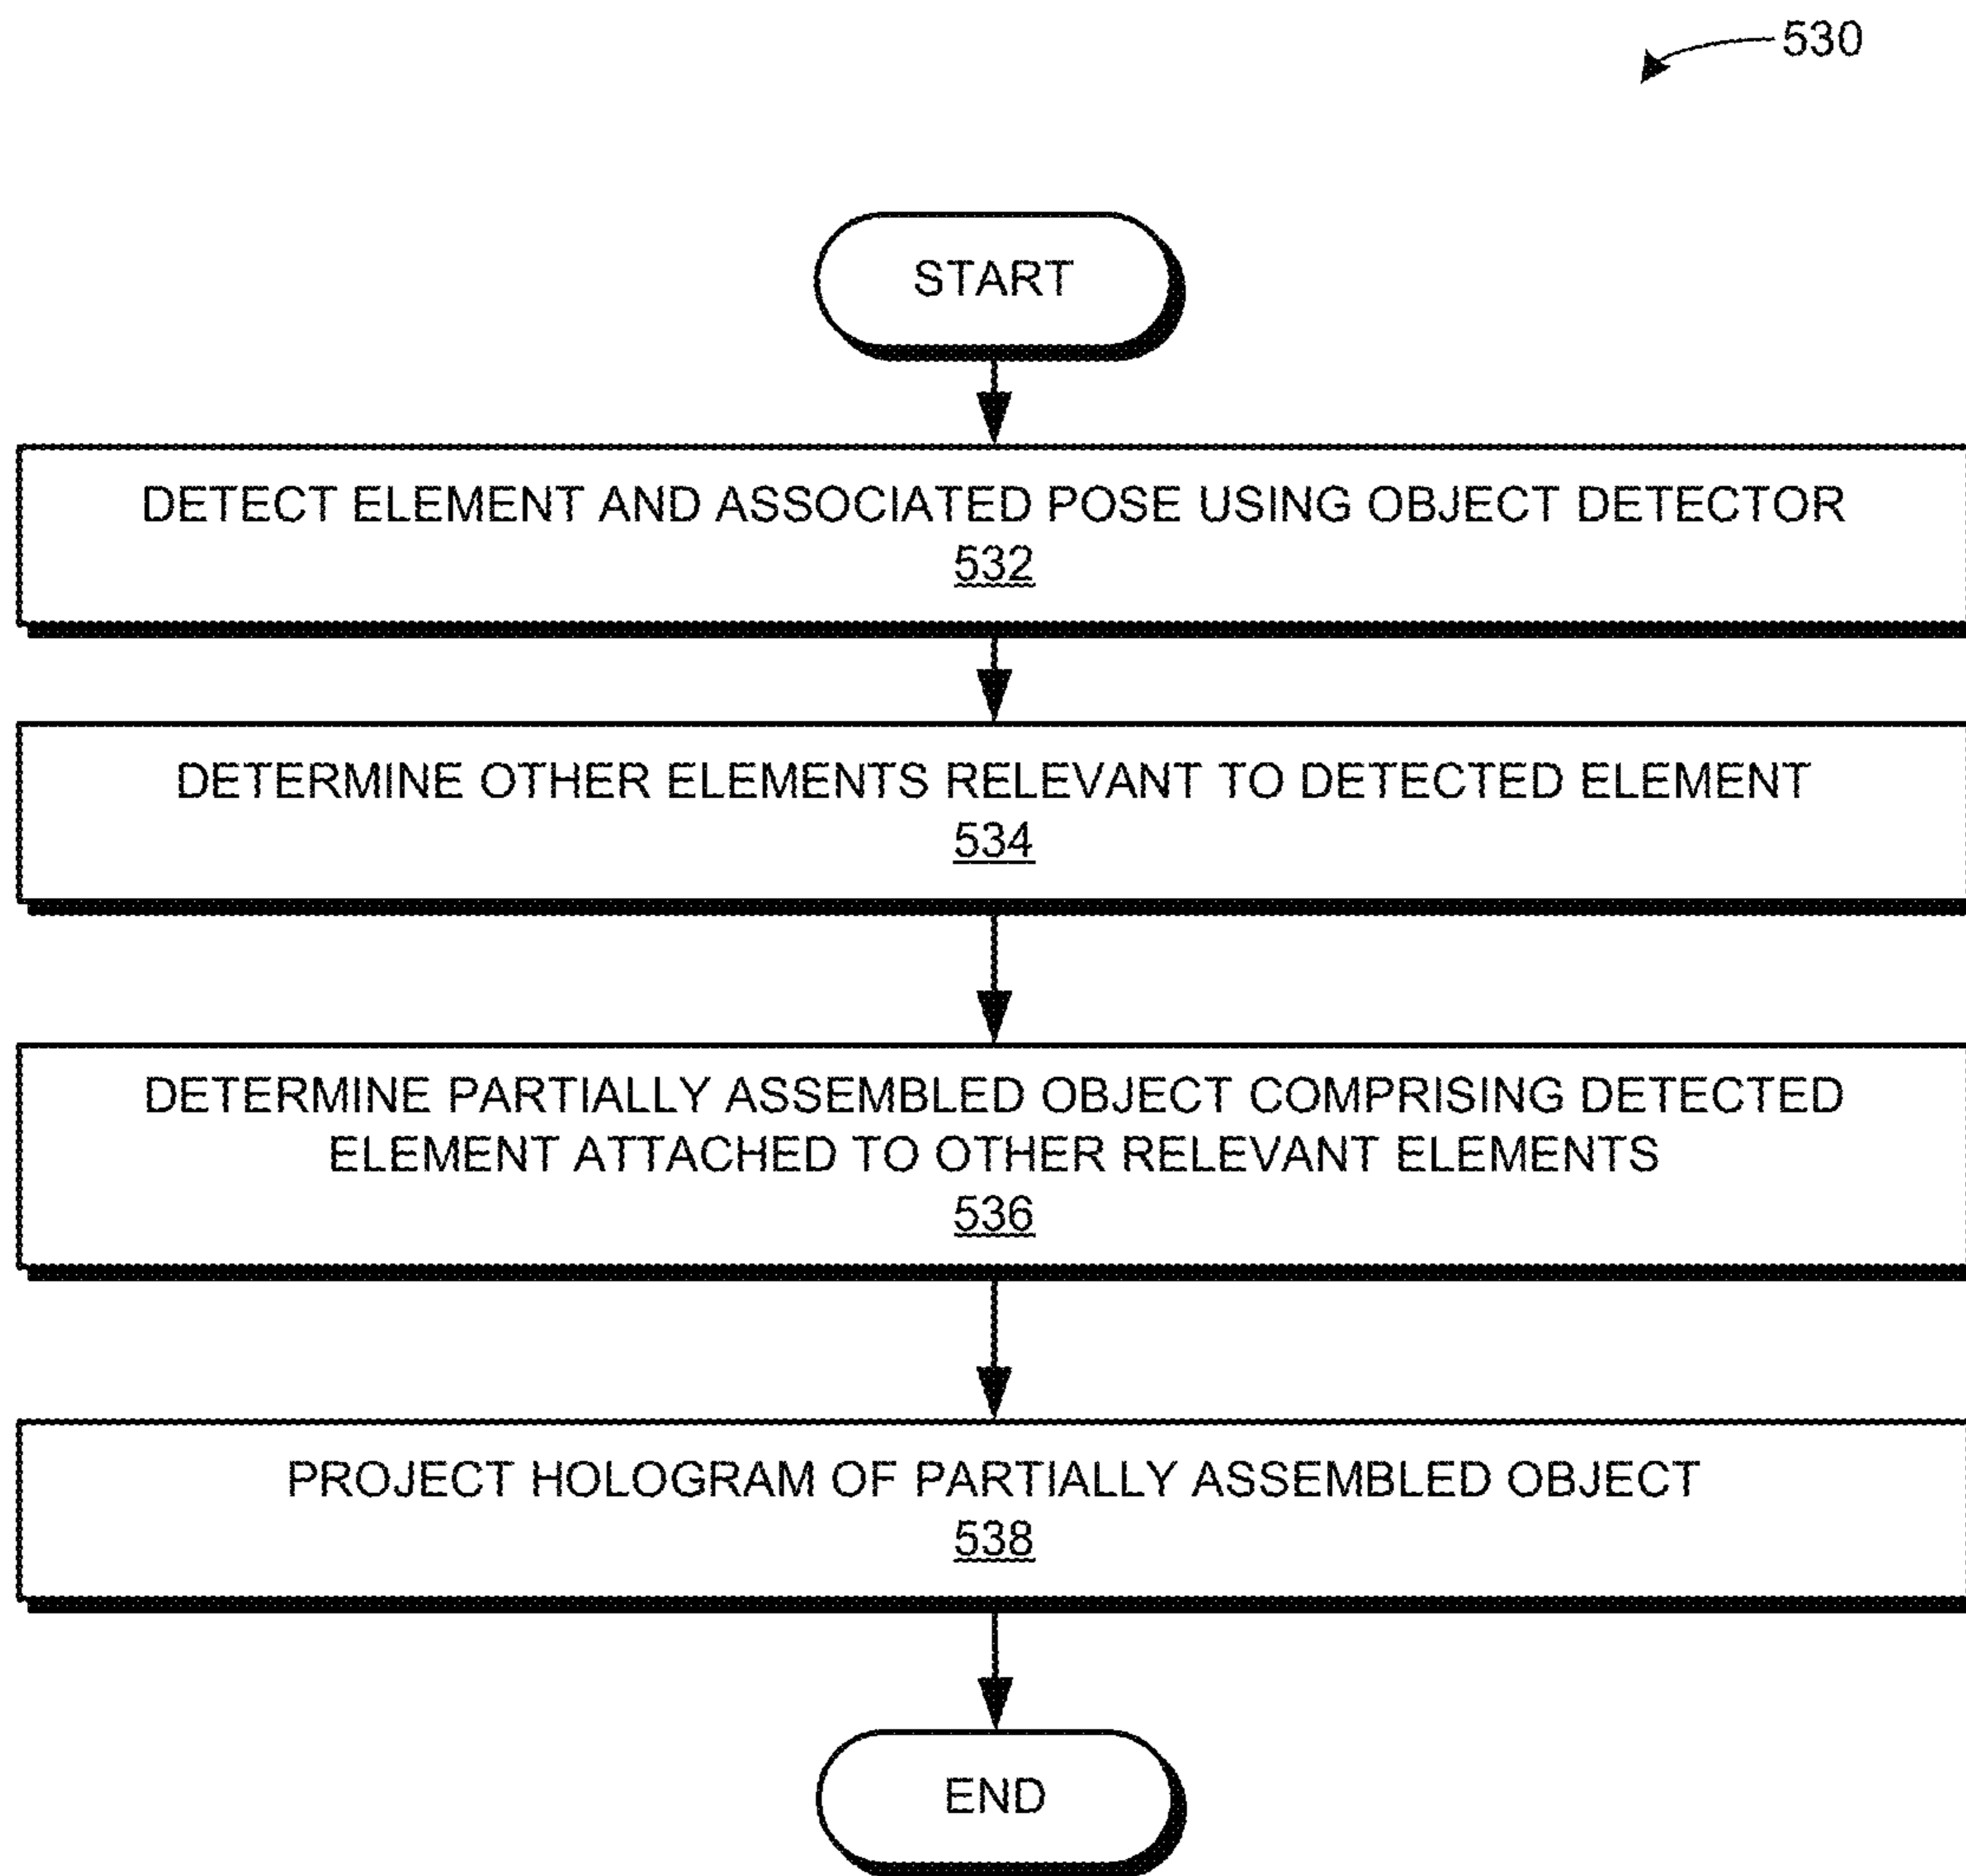 530
START
DETECT ELEMENT AND ASSOCIATED POSE USING OBJECT DETECTOR
532
DETERMINE OTHER ELEMENTS RELEVANT TO DETECTED ELEMENT
534
DETERMINE PARTIALLY ASSEMBLED OBJECT COMPRISING DETECTED
ELEMENT ATTACHED TO OTHER RELEVANT ELEMENTS
536
PROJECT HOLOGRAM OF PARTIALLY ASSEMBLED OBJECT
538
END